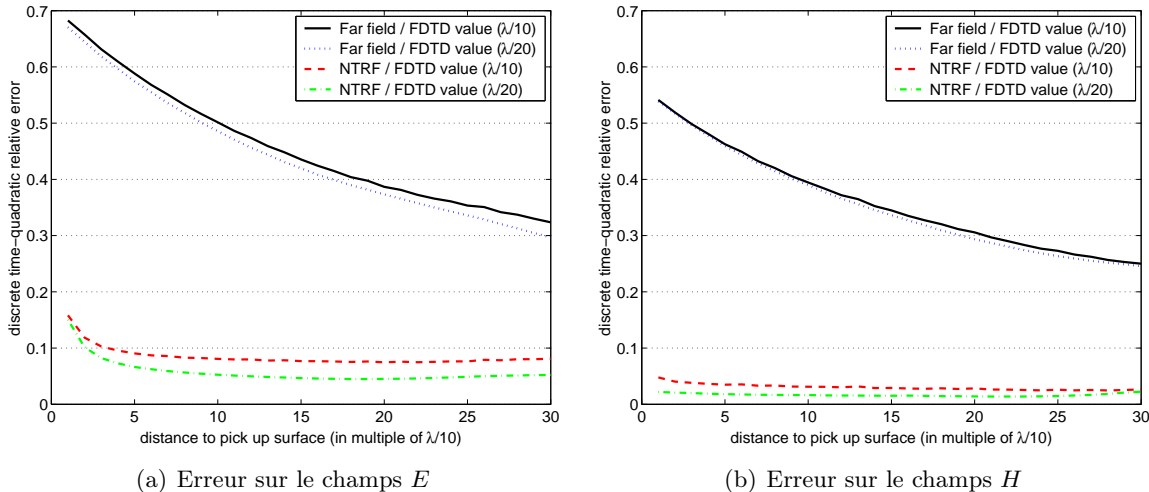 0.7
0.6
0.5
0.4
0.3
0.2
0.1
0
0 5 10 15 20 25 30
discrete time−quadratic relative error
distance to pick up surface (in multiple of λ/10)
Far field / FDTD value (λ/10)
Far field / FDTD value (λ/20)
NTRF / FDTD value (λ/10)
NTRF / FDTD value (λ/20)
(a) Erreur sur le champs E
0.7
0.6
0.5
0.4
0.3
0.2
0.1
0
0 5 10 15 20 25 30
discrete time−quadratic relative error
distance to pick up surface (in multiple of λ/10)
Far field / FDTD value (λ/10)
Far field / FDTD value (λ/20)
NTRF / FDTD value (λ/10)
NTRF / FDTD value (λ/20)
(b) Erreur sur le champs H